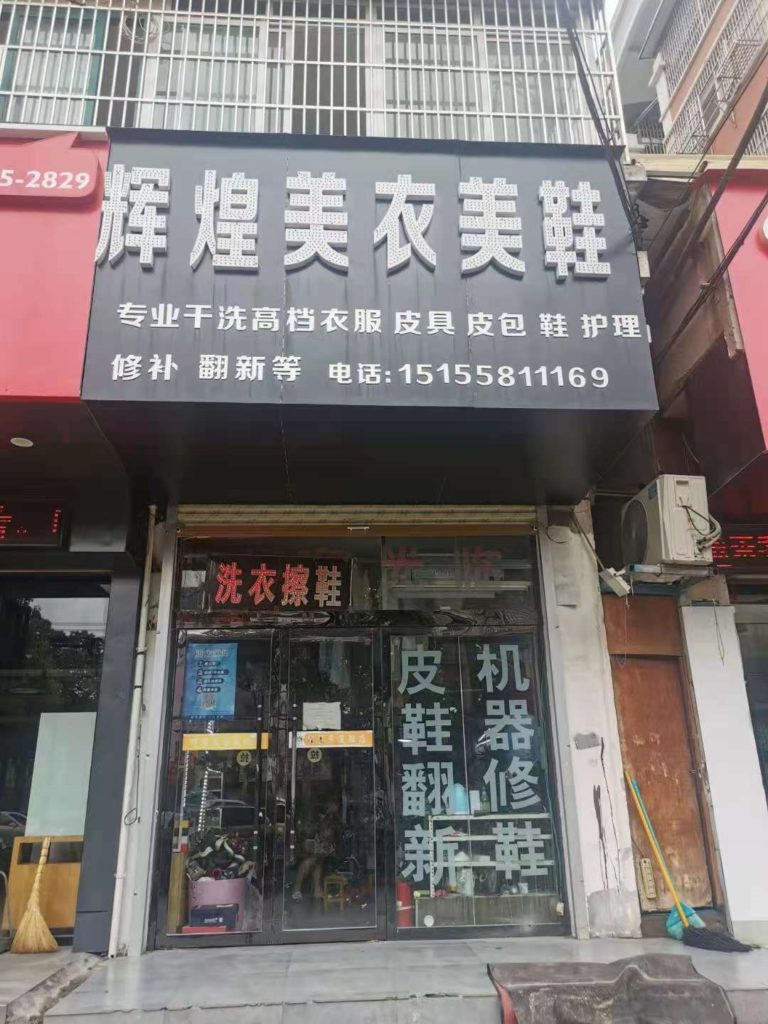 5-2829
辉煌美衣美鞋
专业干洗高档衣服 皮具 皮包 鞋 护理
修补 翻新等 电话:15155811169
洗衣擦鞋
临
机器修鞋
皮鞋翻新